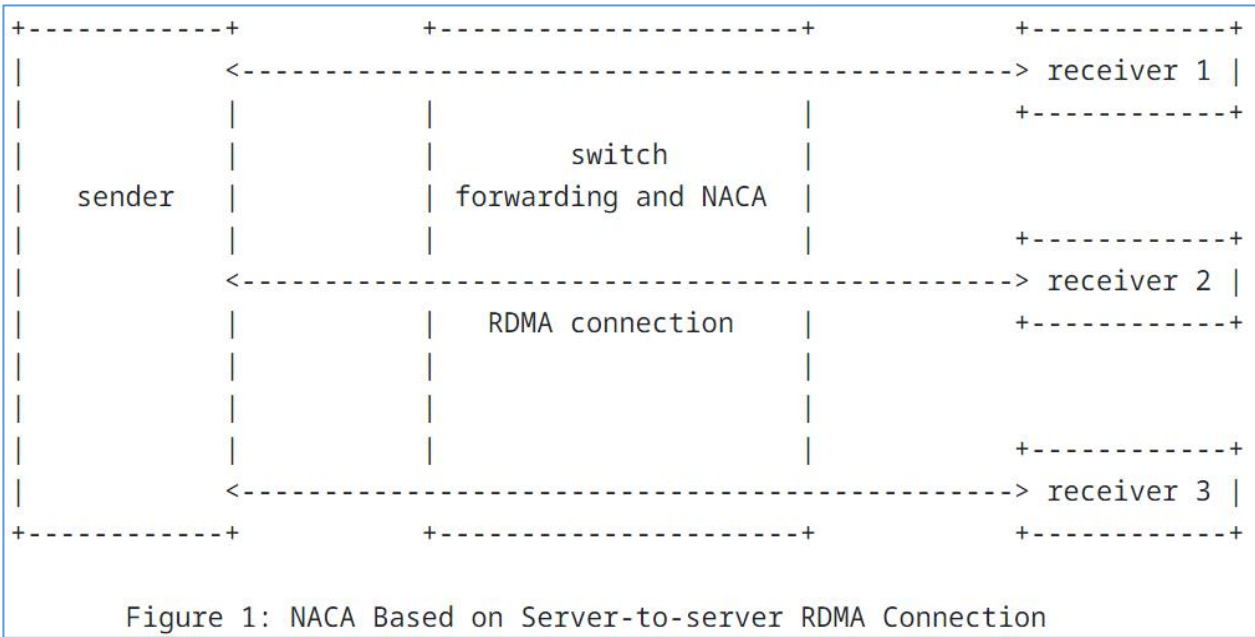 receiver 1
switch
sender forwarding and NACA
receiver 2
RDMA connection
receiver 3
Figure 1: NACA Based on Server-to-server RDMA Connection